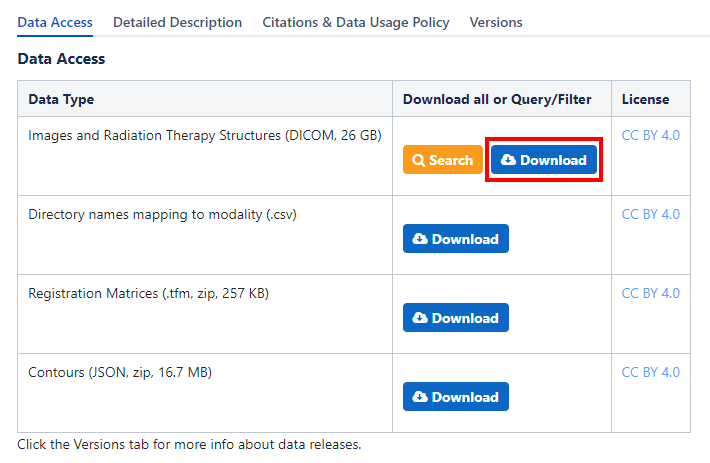 Data Access Detailed Description Citations & Data Usage Policy Versions
Data Access
Data Type Download all or Query/Filter License
Images and Radiation Therapy Structures (DICOM, 26 GB) CC BY 4.0
Search Download
Directory names mapping to modality (.csv) CC BY 4.0
Download
Registration Matrices (.tfm, zip, 257 KB) CC BY 4.0
Download
Contours (JSON, zip, 16.7 MB) CC BY 4.0
Download
Click the Versions tab for more info about data releases.